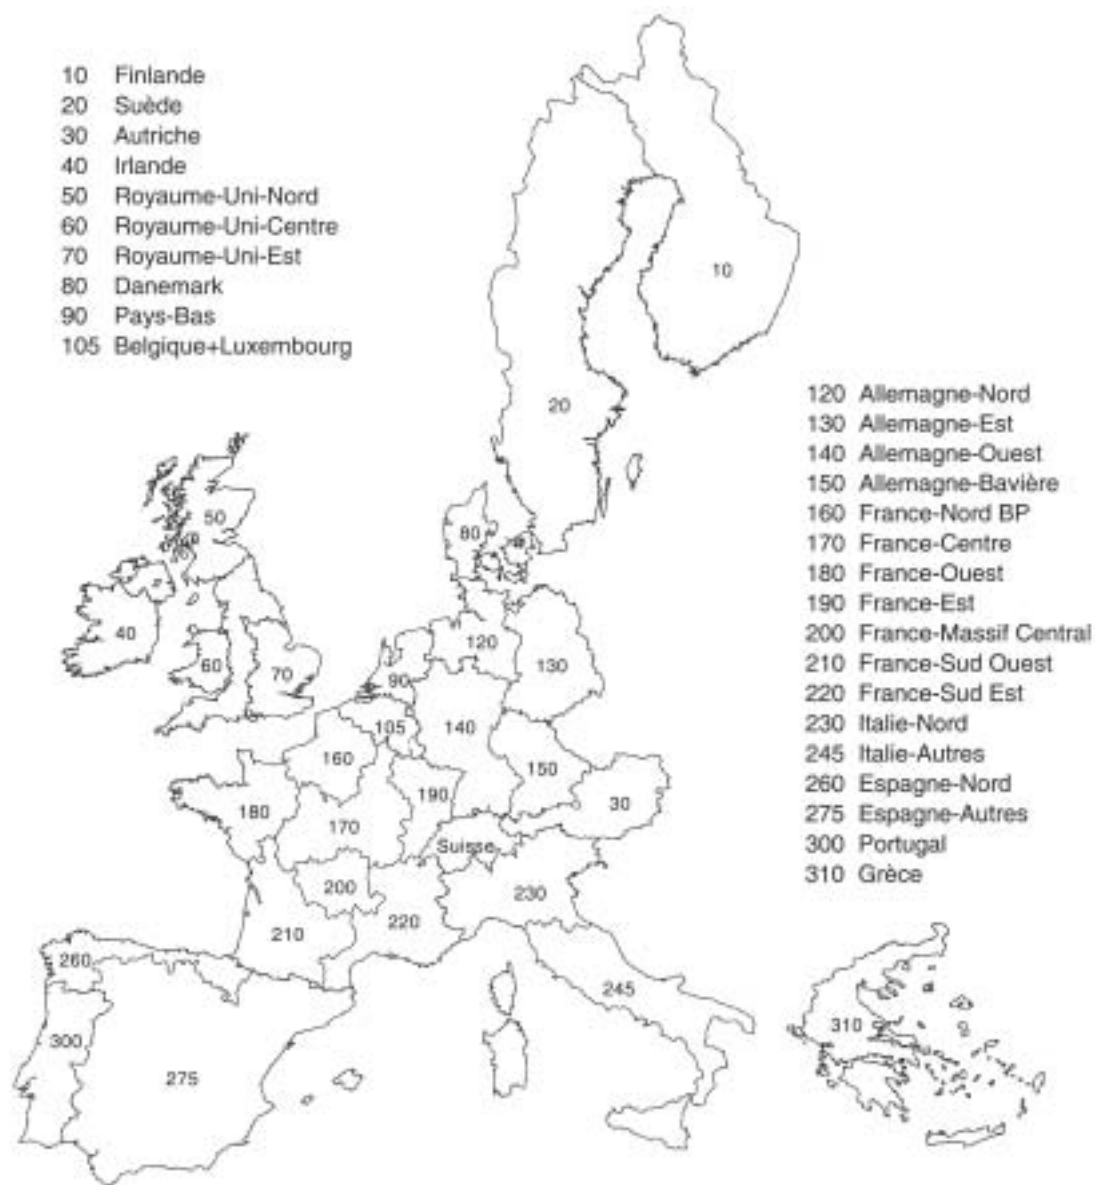 10 Finlande
20 Suède
30 Autriche
40 Irlande
50 Royaume-Uni-Nord
60 Royaume-Uni-Centre
70 Royaume-Uni-Est
80 Danemark
90 Pays-Bas
105 Belgique+Luxembourg
120 Allemagne-Nord
130 Allemagne-Est
140 Allemagne-Ouest
150 Allemagne-Bavière
160 France-Nord BP
170 France-Centre
180 France-Ouest
190 France-Est
200 France-Massif Central
210 France-Sud Ouest
220 France-Sud Est
230 Italie-Nord
245 Italie-Autres
260 Espagne-Nord
275 Espagne-Autres
300 Portugal
310 Grèce
10
20
50
80
40
60
70
120
130
90
105
140
160
150
190
30
180
170
Suisse
200
230
220
210
260
245
310
300
275